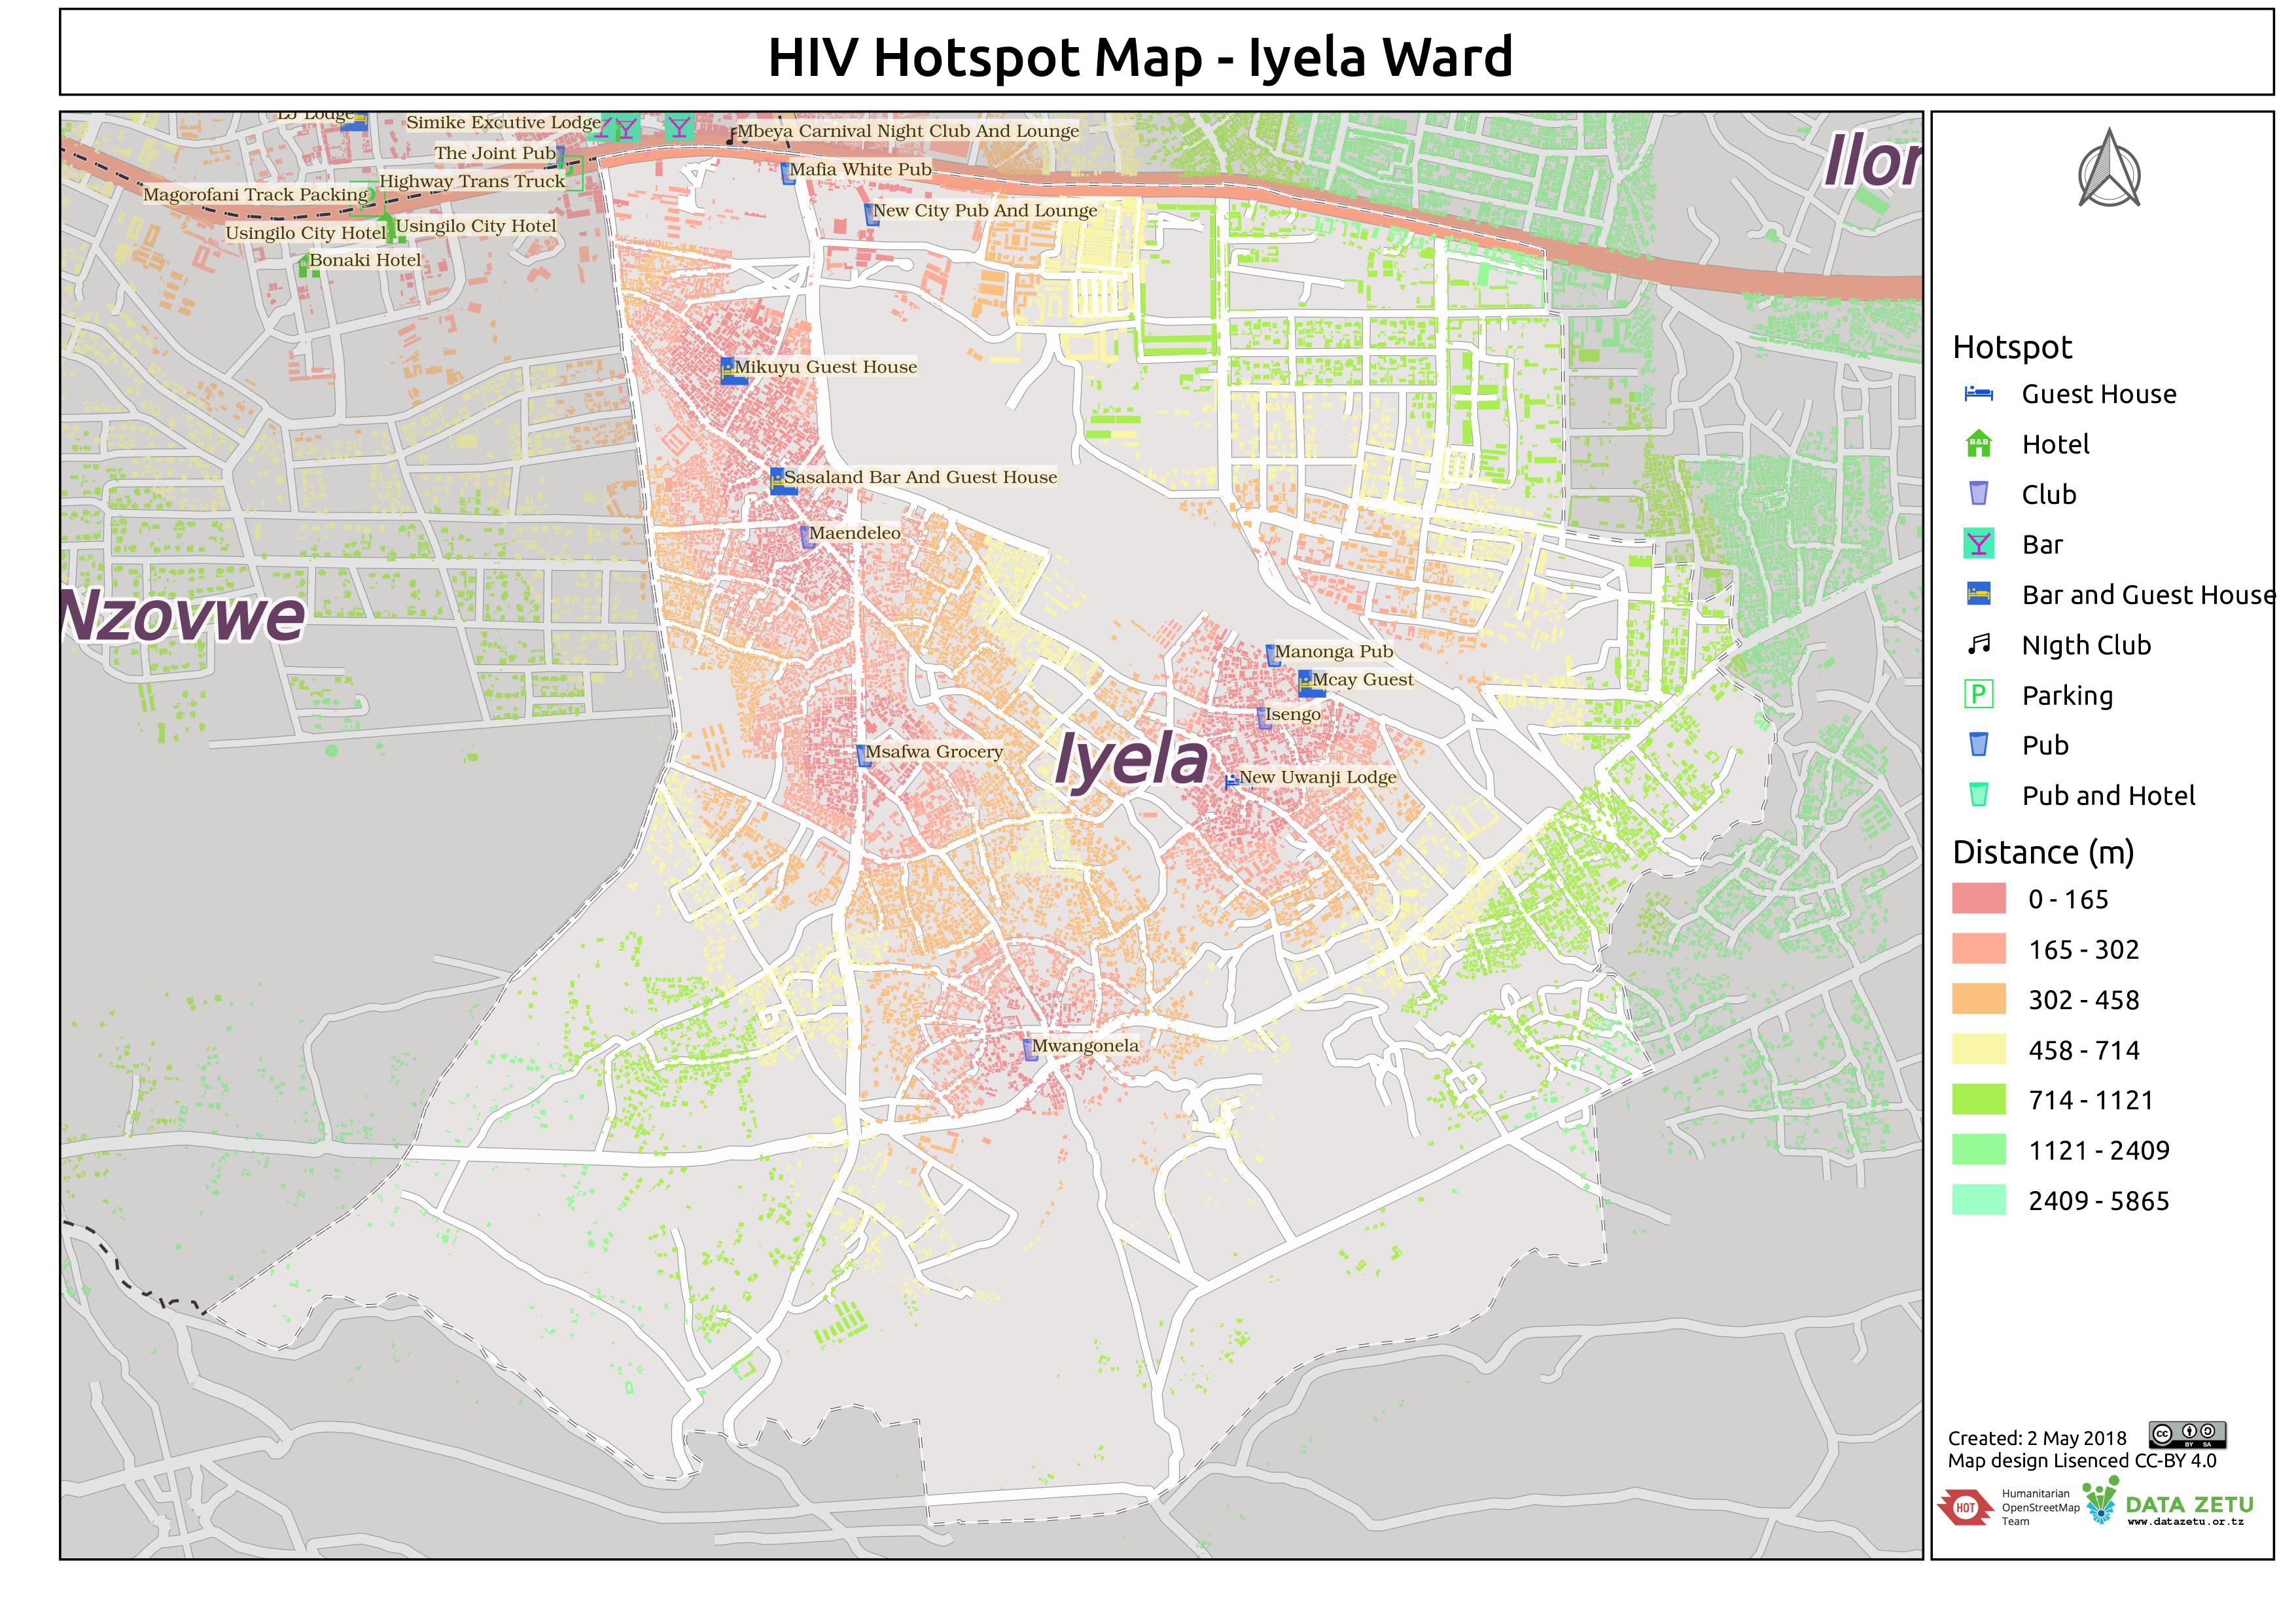 HIV Hotspot Map - Iyela Ward
LJ Lodge
Simike Excutive Lodge
Mbeya Carnival Night Club And Lounge
The Joint Pub
Mafia White Pub
Highway Trans Truck
Magorofani Track Packing
New City Pub And Lounge
Usingilo City Hotel
Usingilo City Hotel
Bonaki Hotel
Ilor
Mikuyu Guest House
Sasaland Bar And Guest House
Maendeleo
Nzovwe
Manonga Pub
Mcay Guest
Isengo
Msafwa Grocery
Iyela
New Uwanji Lodge
Mwangonela
Hotspot
Guest House
B&B
Hotel
Club
Bar
Bar and Guest House
NIgth Club
P
Parking
Pub
Pub and Hotel
Distance (m)
0 - 165
165 - 302
302 - 458
458 - 714
714 - 1121
1121 - 2409
2409 - 5865
Created: 2 May 2018
cc
BY SA
Map design Lisenced CC-BY 4.0
HOT
Humanitarian
OpenStreetMap
Team
DATA ZETU
www.datazetu.or.tz